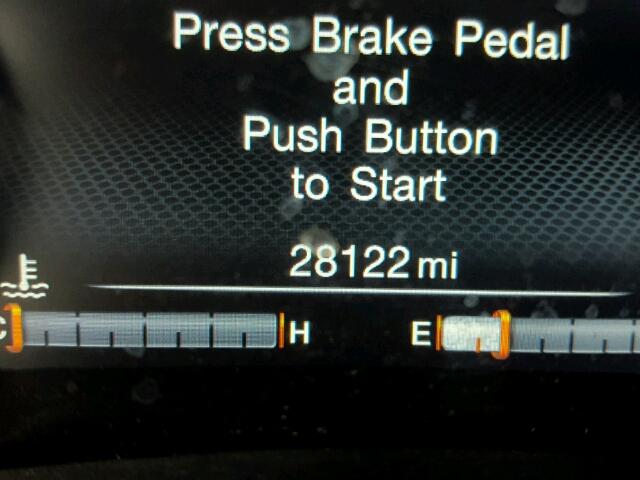 Press Brake Pedal
and
Push Button
to Start
28122 mi
C H E